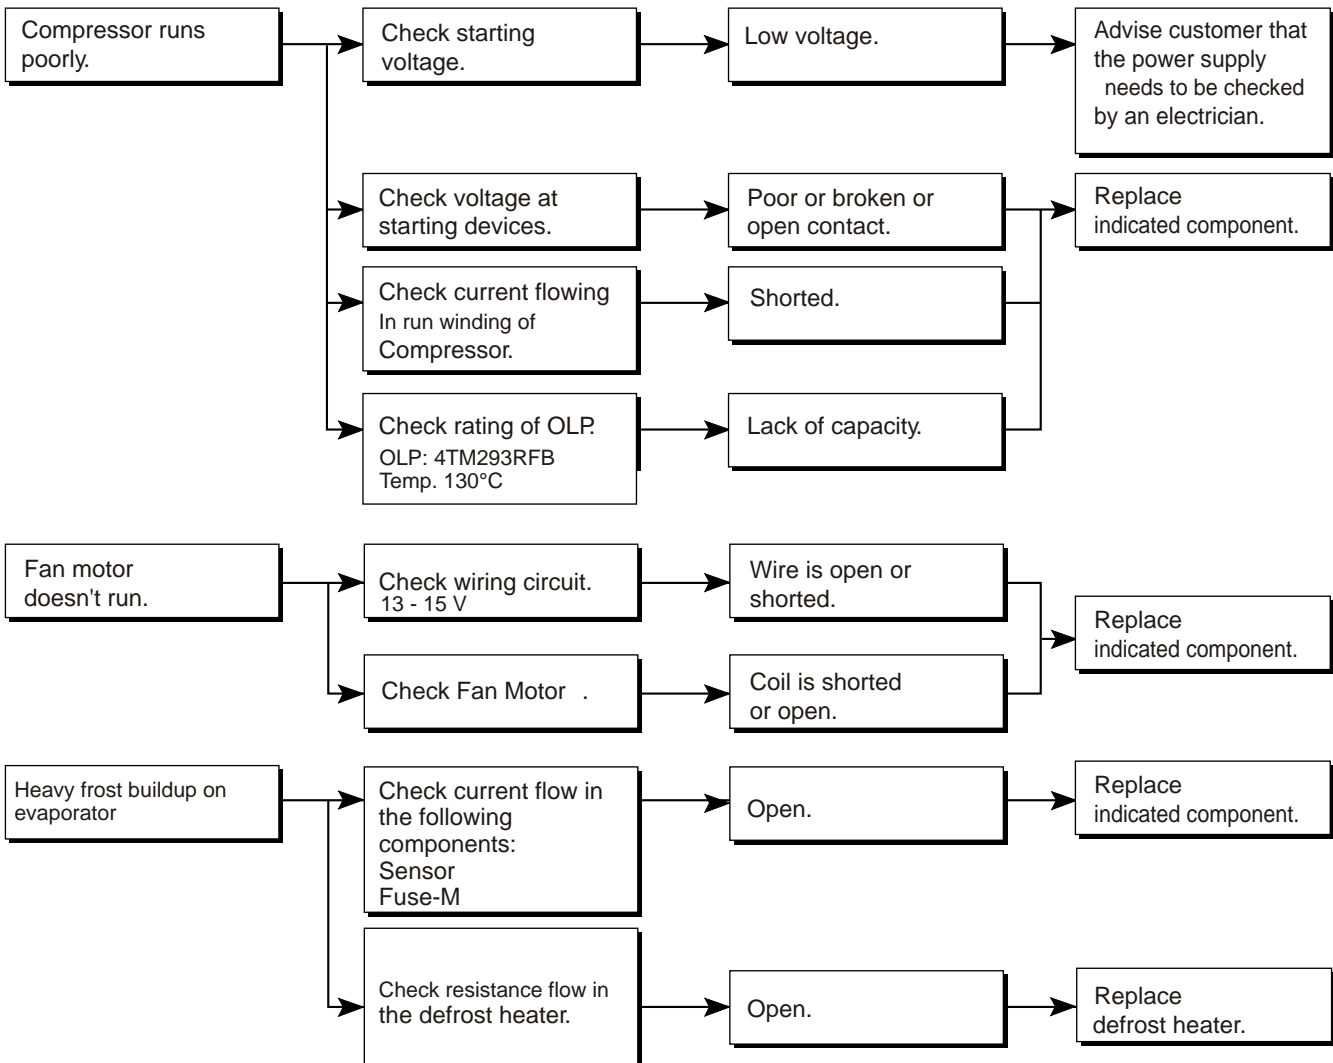 Compressor runs
poorly.
Check starting
voltage.
Low voltage.
Advise customer that
the power supply
needs to be checked
by an electrician.
Check voltage at
starting devices.
Poor or broken or
open contact.
Replace
indicated component.
Check current flowing
In run winding of
Compressor.
Shorted.
Check rating of OLP.
OLP: 4TM293RFB
Temp. 130°C
Lack of capacity.
Fan motor
doesn't run.
Check wiring circuit.
13 - 15 V
Wire is open or
shorted.
Replace
indicated component.
Check Fan Motor .
Coil is shorted
or open.
Heavy frost buildup on
evaporator
Check current flow in
the following
components:
Sensor
Fuse-M
Open.
Replace
indicated component.
Check resistance flow in
the defrost heater.
Open.
Replace
defrost heater.